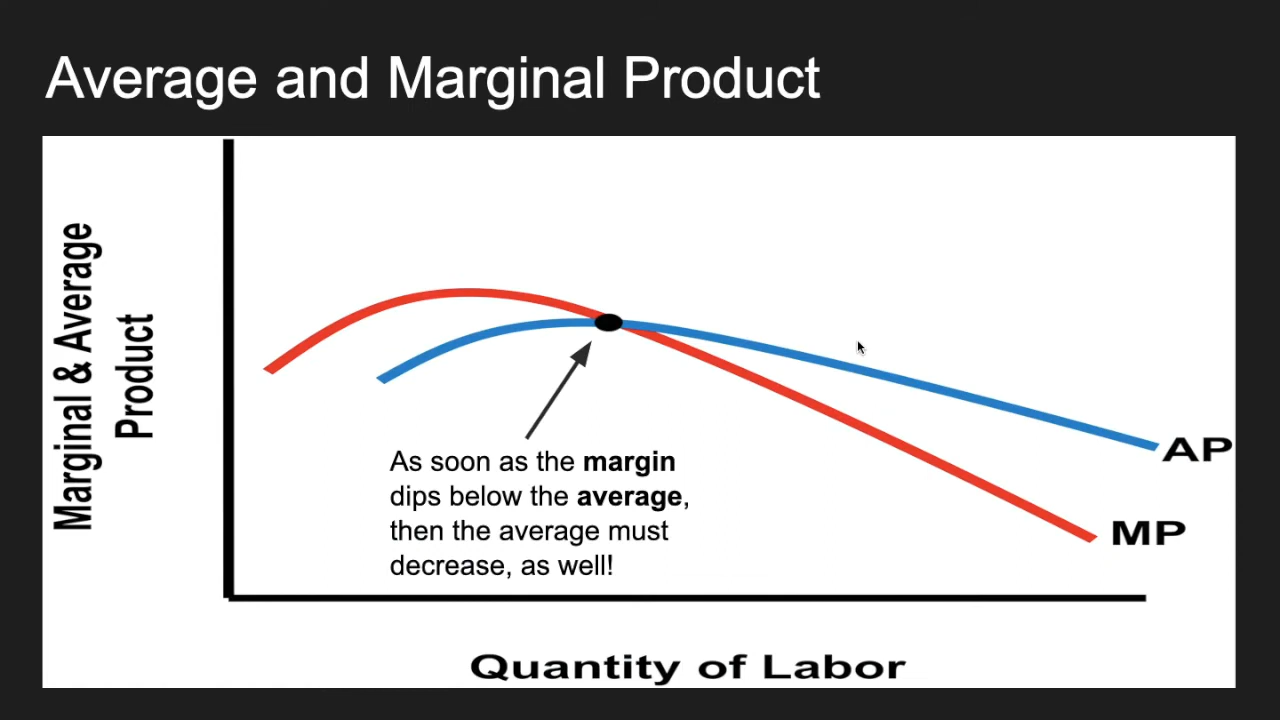 Average and Marginal Product
Marginal & Average
Product
As soon as the margin
dips below the average,
then the average must
decrease, as well!
AP
MP
Quantity of Labor